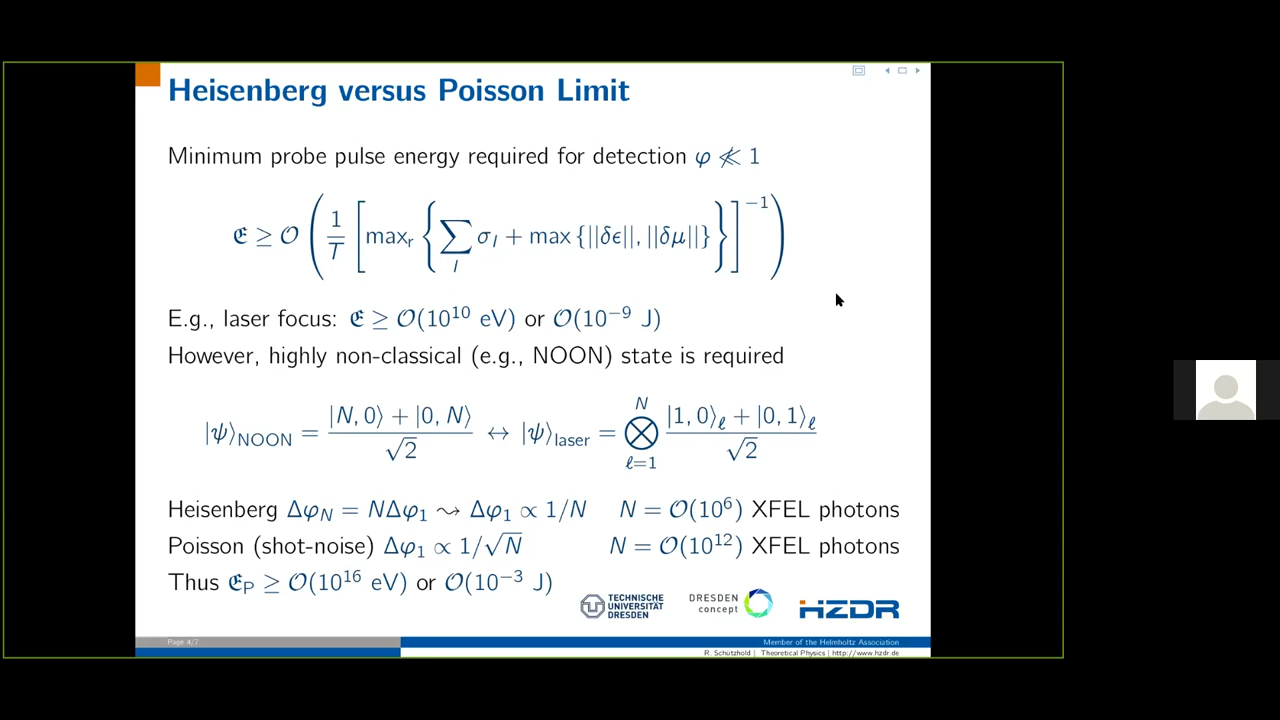 Heisenberg versus Poisson Limit
Minimum probe pulse energy required for detection φ ≪̸ 1
𝕰 ≥ 𝒪 ( 1/T [ max_r { ∑_I σ_I + max {||δϵ||, ||δμ||} } ]^−1 )
E.g., laser focus: 𝕰 ≥ 𝒪(10^10 eV) or 𝒪(10^−9 J)
However, highly non-classical (e.g., NOON) state is required
|ψ⟩_NOON = (|N, 0⟩ + |0, N⟩)/√2 ↔ |ψ⟩_laser = ⨂_{ℓ=1}^{N} (|1, 0⟩_ℓ + |0, 1⟩_ℓ)/√2
Heisenberg Δφ_N = NΔφ_1 ⤳ Δφ_1 ∝ 1/N N = 𝒪(10^6) XFEL photons
Poisson (shot-noise) Δφ_1 ∝ 1/√N N = 𝒪(10^12) XFEL photons
Thus 𝕰_P ≥ 𝒪(10^16 eV) or 𝒪(10^−3 J)
TECHNISCHE
UNIVERSITÄT
DRESDEN
DRESDEN
concept
HZDR
Page 4/7
Member of the Helmholtz Association
R. Schützhold | Theoretical Physics | http://www.hzdr.de